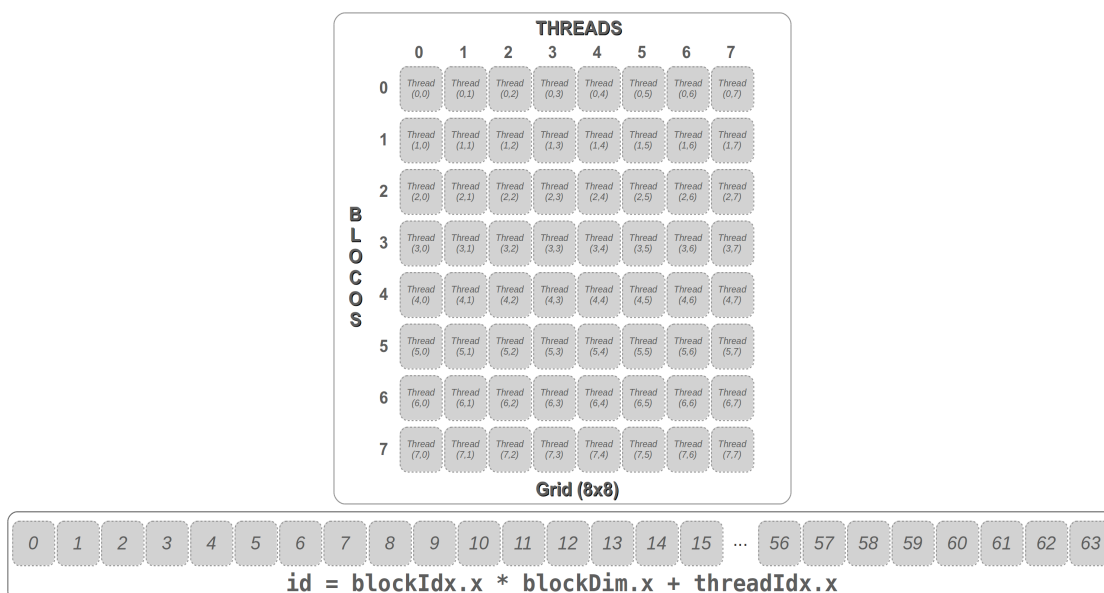 THREADS
0 1 2 3 4 5 6 7
BLOCOS
0 Thread (0,0) Thread (0,1) Thread (0,2) Thread (0,3) Thread (0,4) Thread (0,5) Thread (0,6) Thread (0,7)
1 Thread (1,0) Thread (1,1) Thread (1,2) Thread (1,3) Thread (1,4) Thread (1,5) Thread (1,6) Thread (1,7)
2 Thread (2,0) Thread (2,1) Thread (2,2) Thread (2,3) Thread (2,4) Thread (2,5) Thread (2,6) Thread (2,7)
3 Thread (3,0) Thread (3,1) Thread (3,2) Thread (3,3) Thread (3,4) Thread (3,5) Thread (3,6) Thread (3,7)
4 Thread (4,0) Thread (4,1) Thread (4,2) Thread (4,3) Thread (4,4) Thread (4,5) Thread (4,6) Thread (4,7)
5 Thread (5,0) Thread (5,1) Thread (5,2) Thread (5,3) Thread (5,4) Thread (5,5) Thread (5,6) Thread (5,7)
6 Thread (6,0) Thread (6,1) Thread (6,2) Thread (6,3) Thread (6,4) Thread (6,5) Thread (6,6) Thread (6,7)
7 Thread (7,0) Thread (7,1) Thread (7,2) Thread (7,3) Thread (7,4) Thread (7,5) Thread (7,6) Thread (7,7)
Grid (8x8)
0 1 2 3 4 5 6 7 8 9 10 11 12 13 14 15 ... 56 57 58 59 60 61 62 63
id = blockIdx.x * blockDim.x + threadIdx.x